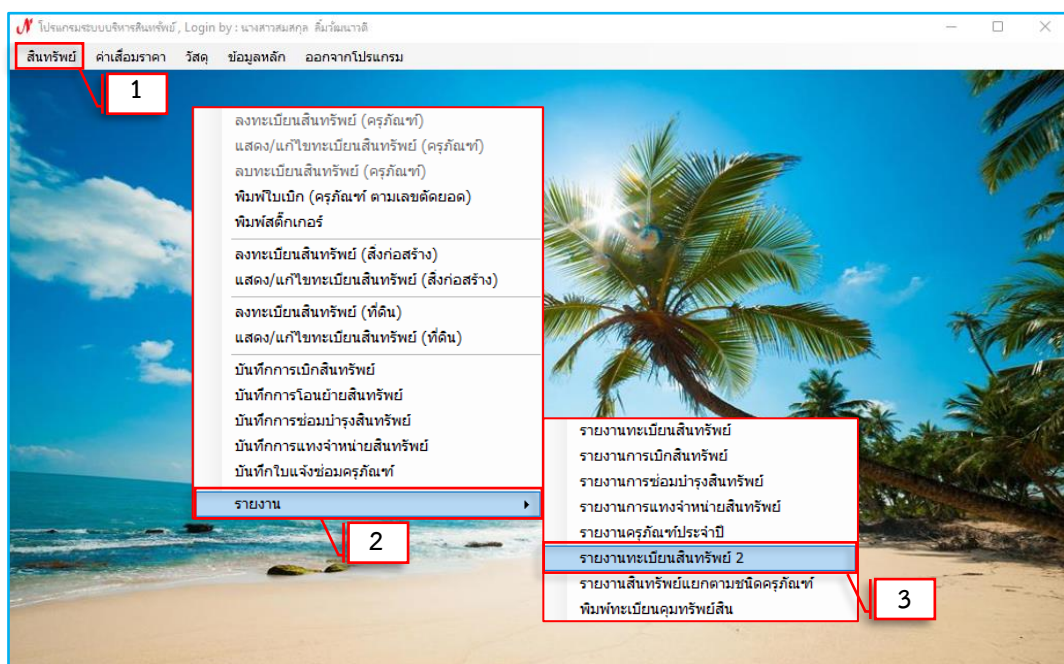 โปรแกรมระบบบริหารสินทรัพย์ , Login by : นางสาวสมสกุล ลิ่มวัฒนาวดี
สินทรัพย์ ค่าเสื่อมราคา วัสดุ ข้อมูลหลัก ออกจากโปรแกรม
1
ลงทะเบียนสินทรัพย์ (ครุภัณฑ์)
แสดง/แก้ไขทะเบียนสินทรัพย์ (ครุภัณฑ์)
ลบทะเบียนสินทรัพย์ (ครุภัณฑ์)
พิมพ์ใบเบิก (ครุภัณฑ์ ตามเลขตัดยอด)
พิมพ์สติ๊กเกอร์
ลงทะเบียนสินทรัพย์ (สิ่งก่อสร้าง)
แสดง/แก้ไขทะเบียนสินทรัพย์ (สิ่งก่อสร้าง)
ลงทะเบียนสินทรัพย์ (ที่ดิน)
แสดง/แก้ไขทะเบียนสินทรัพย์ (ที่ดิน)
บันทึกการเบิกสินทรัพย์
บันทึกการโอนย้ายสินทรัพย์
บันทึกการซ่อมบำรุงสินทรัพย์
บันทึกการแทงจำหน่ายสินทรัพย์
บันทึกใบแจ้งซ่อมครุภัณฑ์
รายงาน
2
รายงานทะเบียนสินทรัพย์
รายงานการเบิกสินทรัพย์
รายงานการซ่อมบำรุงสินทรัพย์
รายงานการแทงจำหน่ายสินทรัพย์
รายงานครุภัณฑ์ประจำปี
รายงานทะเบียนสินทรัพย์ 2
รายงานสินทรัพย์แยกตามชนิดครุภัณฑ์
พิมพ์ทะเบียนคุมทรัพย์สิน
3